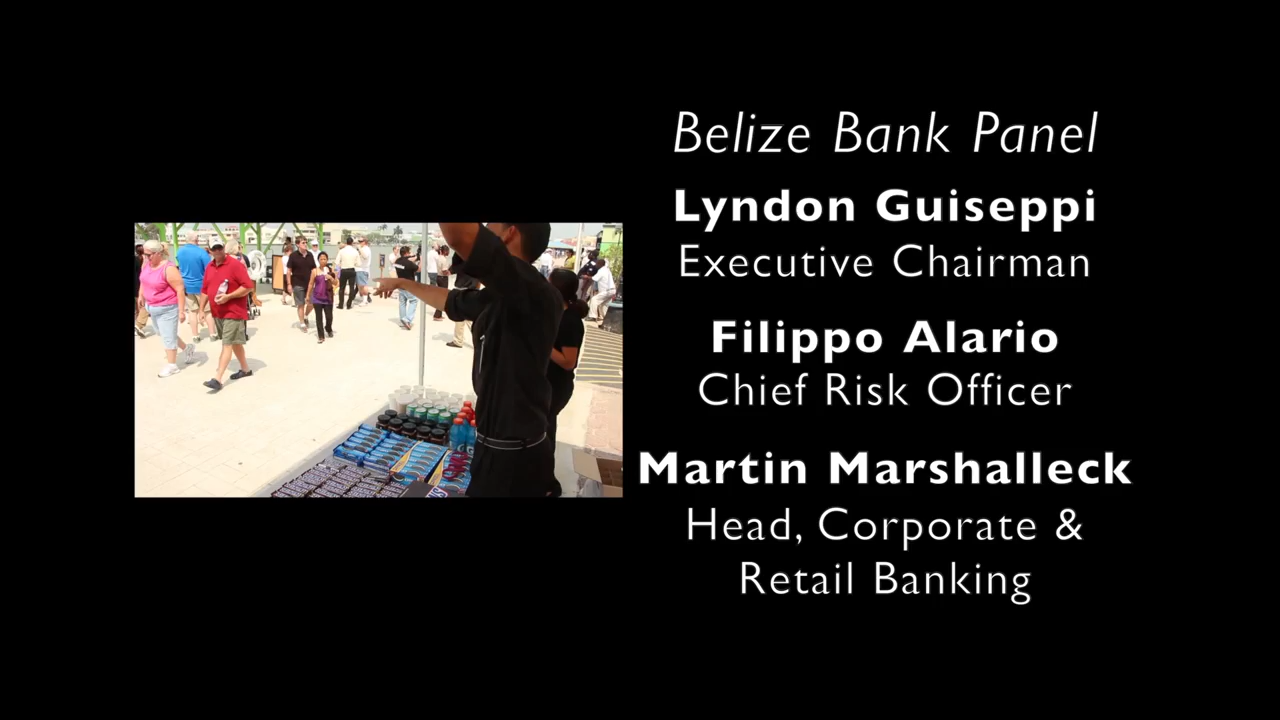 Belize Bank Panel
Lyndon Guiseppi
Executive Chairman
Filippo Alario
Chief Risk Officer
Martin Marshalleck
Head, Corporate &
Retail Banking